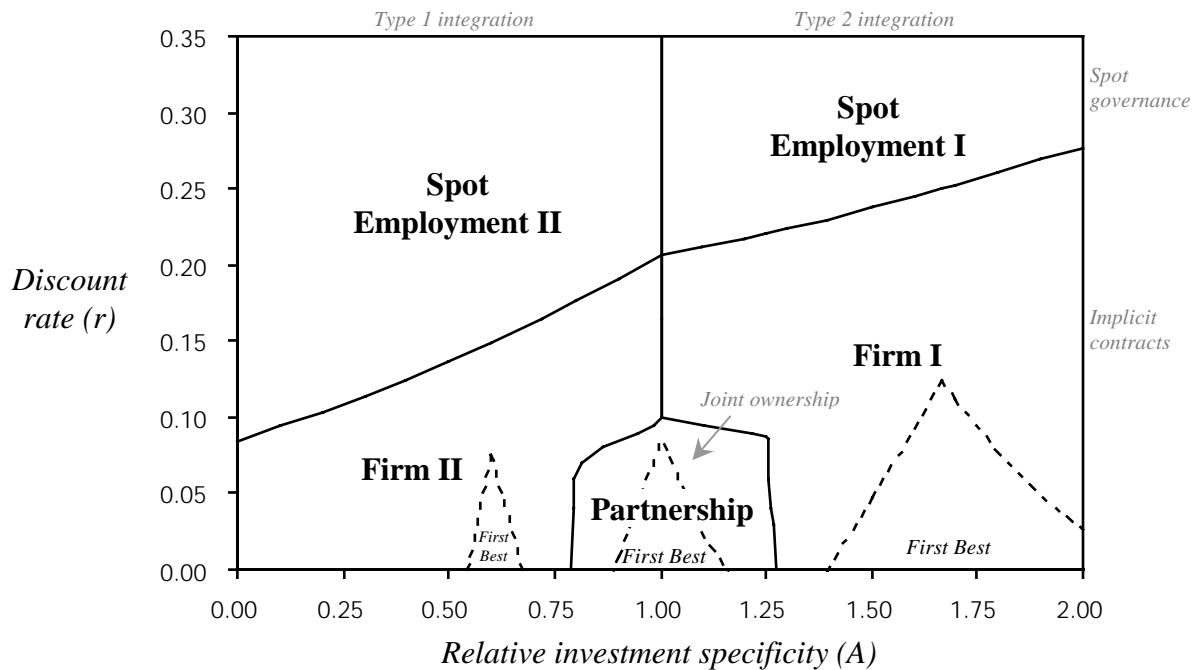 Type 1 integration
Type 2 integration
0.35
Spot
governance
0.30
Spot
Employment I
0.25
Spot
Employment II
0.20
Discount
rate (r)
0.15
Implicit
contracts
Firm I
Joint ownership
0.10
Firm II
0.05
Partnership
First
Best
First Best
First Best
0.00
0.00
0.25
0.50
0.75
1.00
1.25
1.50
1.75
2.00
Relative investment specificity (A)